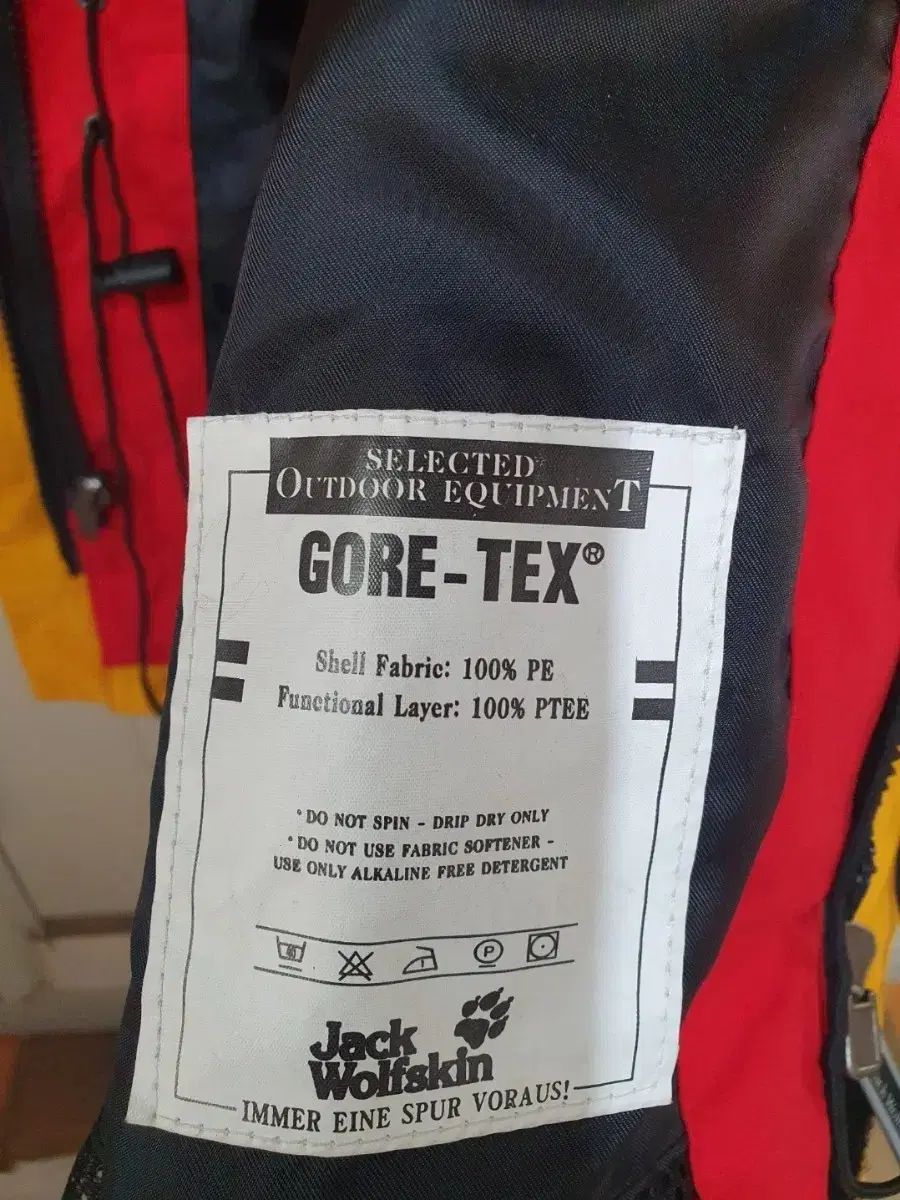 SELECTED
OUTDOOR EQUIPMENT
GORE-TEX®
Shell Fabric: 100% PE
Functional Layer: 100% PTEE
* DO NOT SPIN - DRIP DRY ONLY
* DO NOT USE FABRIC SOFTENER -
USE ONLY ALKALINE FREE DETERGENT
40
P
Jack
Wolfskin
IMMER EINE SPUR VORAUS!